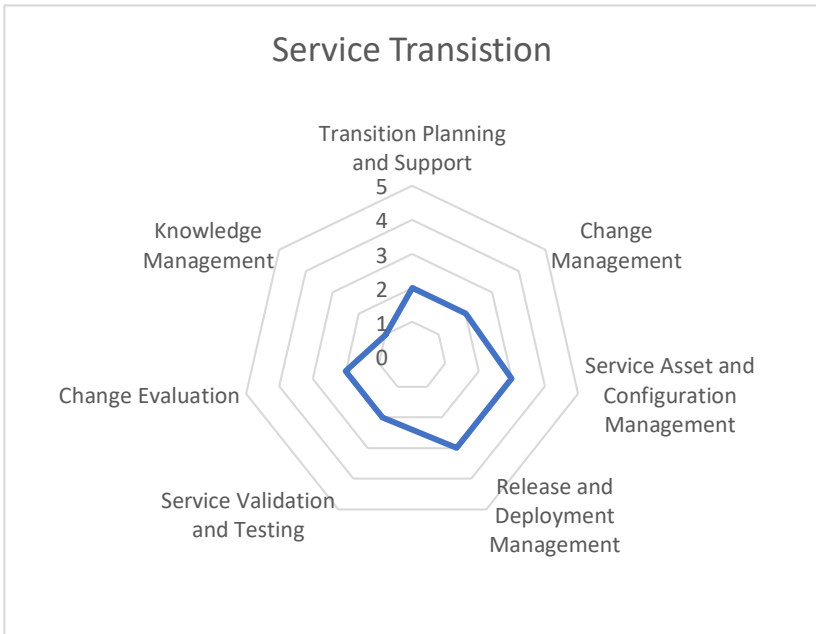 Service Transistion
Transition Planning
and Support
5
4
3
2
1
0
Knowledge
Management
Change
Management
Service Asset and
Configuration
Management
Change Evaluation
Service Validation
and Testing
Release and
Deployment
Management